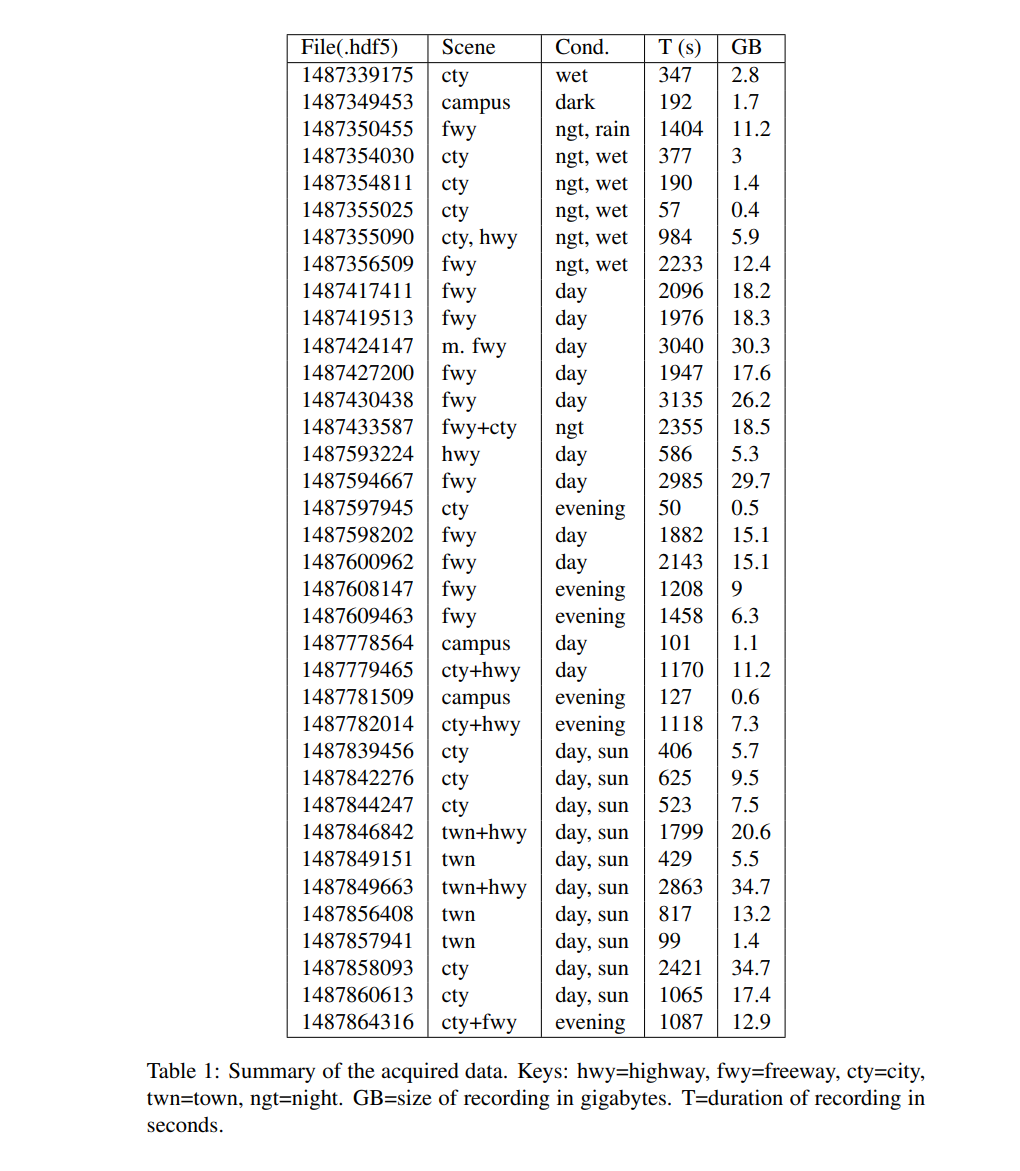 File(.hdf5) Scene Cond. T (s) GB
1487339175 cty wet 347 2.8
1487349453 campus dark 192 1.7
1487350455 fwy ngt, rain 1404 11.2
1487354030 cty ngt, wet 377 3
1487354811 cty ngt, wet 190 1.4
1487355025 cty ngt, wet 57 0.4
1487355090 cty, hwy ngt, wet 984 5.9
1487356509 fwy ngt, wet 2233 12.4
1487417411 fwy day 2096 18.2
1487419513 fwy day 1976 18.3
1487424147 m. fwy day 3040 30.3
1487427200 fwy day 1947 17.6
1487430438 fwy day 3135 26.2
1487433587 fwy+cty ngt 2355 18.5
1487593224 hwy day 586 5.3
1487594667 fwy day 2985 29.7
1487597945 cty evening 50 0.5
1487598202 fwy day 1882 15.1
1487600962 fwy day 2143 15.1
1487608147 fwy evening 1208 9
1487609463 fwy evening 1458 6.3
1487778564 campus day 101 1.1
1487779465 cty+hwy day 1170 11.2
1487781509 campus evening 127 0.6
1487782014 cty+hwy evening 1118 7.3
1487839456 cty day, sun 406 5.7
1487842276 cty day, sun 625 9.5
1487844247 cty day, sun 523 7.5
1487846842 twn+hwy day, sun 1799 20.6
1487849151 twn day, sun 429 5.5
1487849663 twn+hwy day, sun 2863 34.7
1487856408 twn day, sun 817 13.2
1487857941 twn day, sun 99 1.4
1487858093 cty day, sun 2421 34.7
1487860613 cty day, sun 1065 17.4
1487864316 cty+fwy evening 1087 12.9
Table 1: Summary of the acquired data. Keys: hwy=highway, fwy=freeway, cty=city,
twn=town, ngt=night. GB=size of recording in gigabytes. T=duration of recording in
seconds.